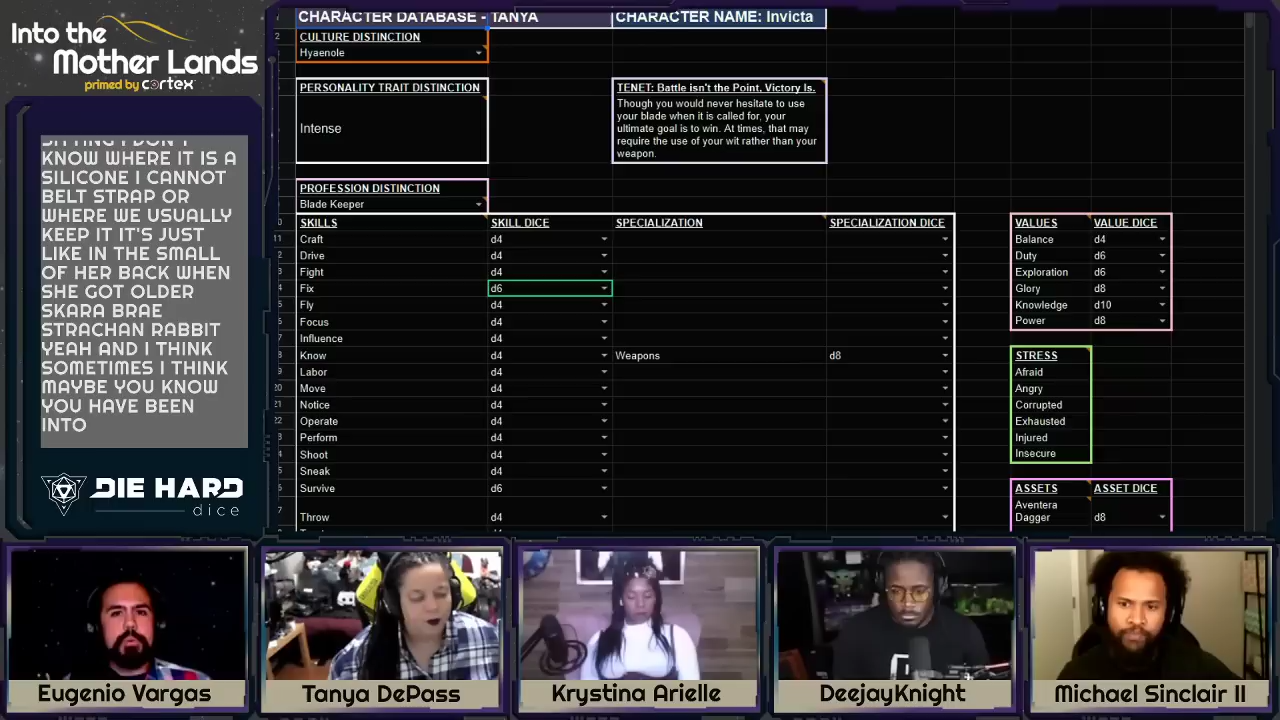 Into the
Mother Lands
primed by cortex
KNOW WHERE IT IS A
SILICONE I CANNOT
BELT STRAP OR
WHERE WE USUALLY
KEEP IT IT'S JUST
LIKE IN THE SMALL
OF HER BACK WHEN
SHE GOT OLDER
SKARA BRAE
STRACHAN RABBIT
YEAH AND I THINK
SOMETIMES I THINK
MAYBE YOU KNOW
YOU HAVE BEEN
INTO
DIE HARD
dice
CHARACTER DATABASE - TANYA
CHARACTER NAME: Invicta
CULTURE DISTINCTION
Hyaenole
PERSONALITY TRAIT DISTINCTION
Intense
TENET: Battle isn't the Point, Victory Is.
Though you would never hesitate to use
your blade when it is called for, your
ultimate goal is to win. At times, that may
require the use of your wit rather than your
weapon.
PROFESSION DISTINCTION
Blade Keeper
SKILLS SKILL DICE SPECIALIZATION SPECIALIZATION DICE
Craft d4
Drive d4
Fight d4
Fix d6
Fly d4
Focus d4
Influence d4
Know d4 Weapons d8
Labor d4
Move d4
Notice d4
Operate d4
Perform d4
Shoot d4
Sneak d4
Survive d6
Throw d4
VALUES VALUE DICE
Balance d4
Duty d6
Exploration d6
Glory d8
Knowledge d10
Power d8
STRESS
Afraid
Angry
Corrupted
Exhausted
Injured
Insecure
ASSETS ASSET DICE
Aventera
Dagger d8
Eugenio Vargas
Tanya DePass
Krystina Arielle
DeejayKnight
Michael Sinclair II